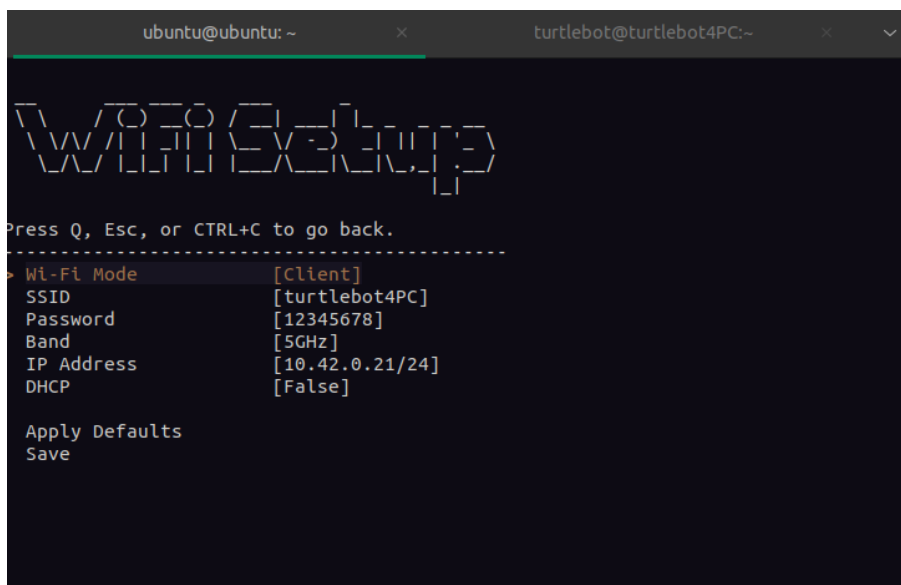 ubuntu@ubuntu: ~ × turtlebot@turtlebot4PC:~ ×
WiFi Setup
Press Q, Esc, or CTRL+C to go back.
----------------------------------------------
> Wi-Fi Mode [Client]
SSID [turtlebot4PC]
Password [12345678]
Band [5GHz]
IP Address [10.42.0.21/24]
DHCP [False]
Apply Defaults
Save